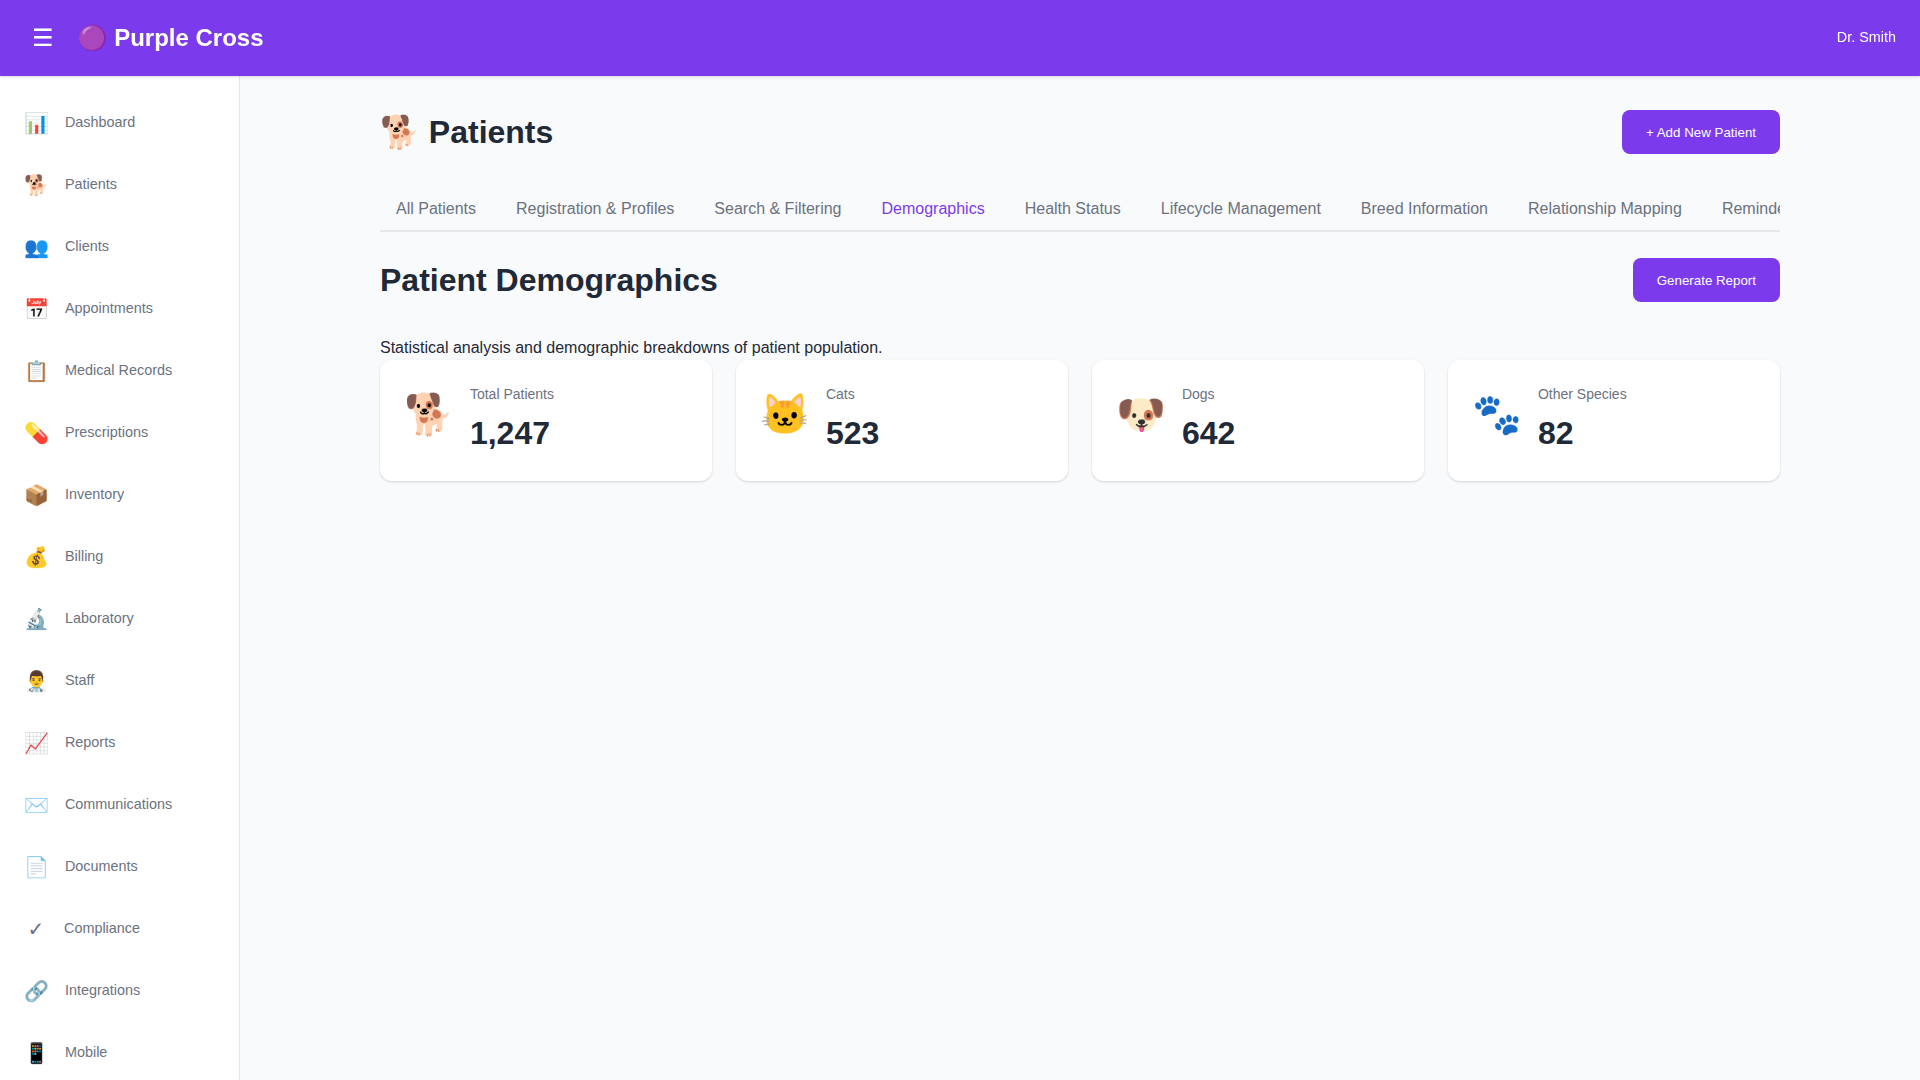 ☰ 🟣 Purple Cross
Dr. Smith
Dashboard
Patients
Clients
Appointments
Medical Records
Prescriptions
Inventory
Billing
Laboratory
Staff
Reports
Communications
Documents
Compliance
Integrations
Mobile
Patients
+ Add New Patient
All Patients Registration & Profiles Search & Filtering Demographics Health Status Lifecycle Management Breed Information Relationship Mapping Reminde
Patient Demographics
Generate Report
Statistical analysis and demographic breakdowns of patient population.
Total Patients
1,247
Cats
523
Dogs
642
Other Species
82